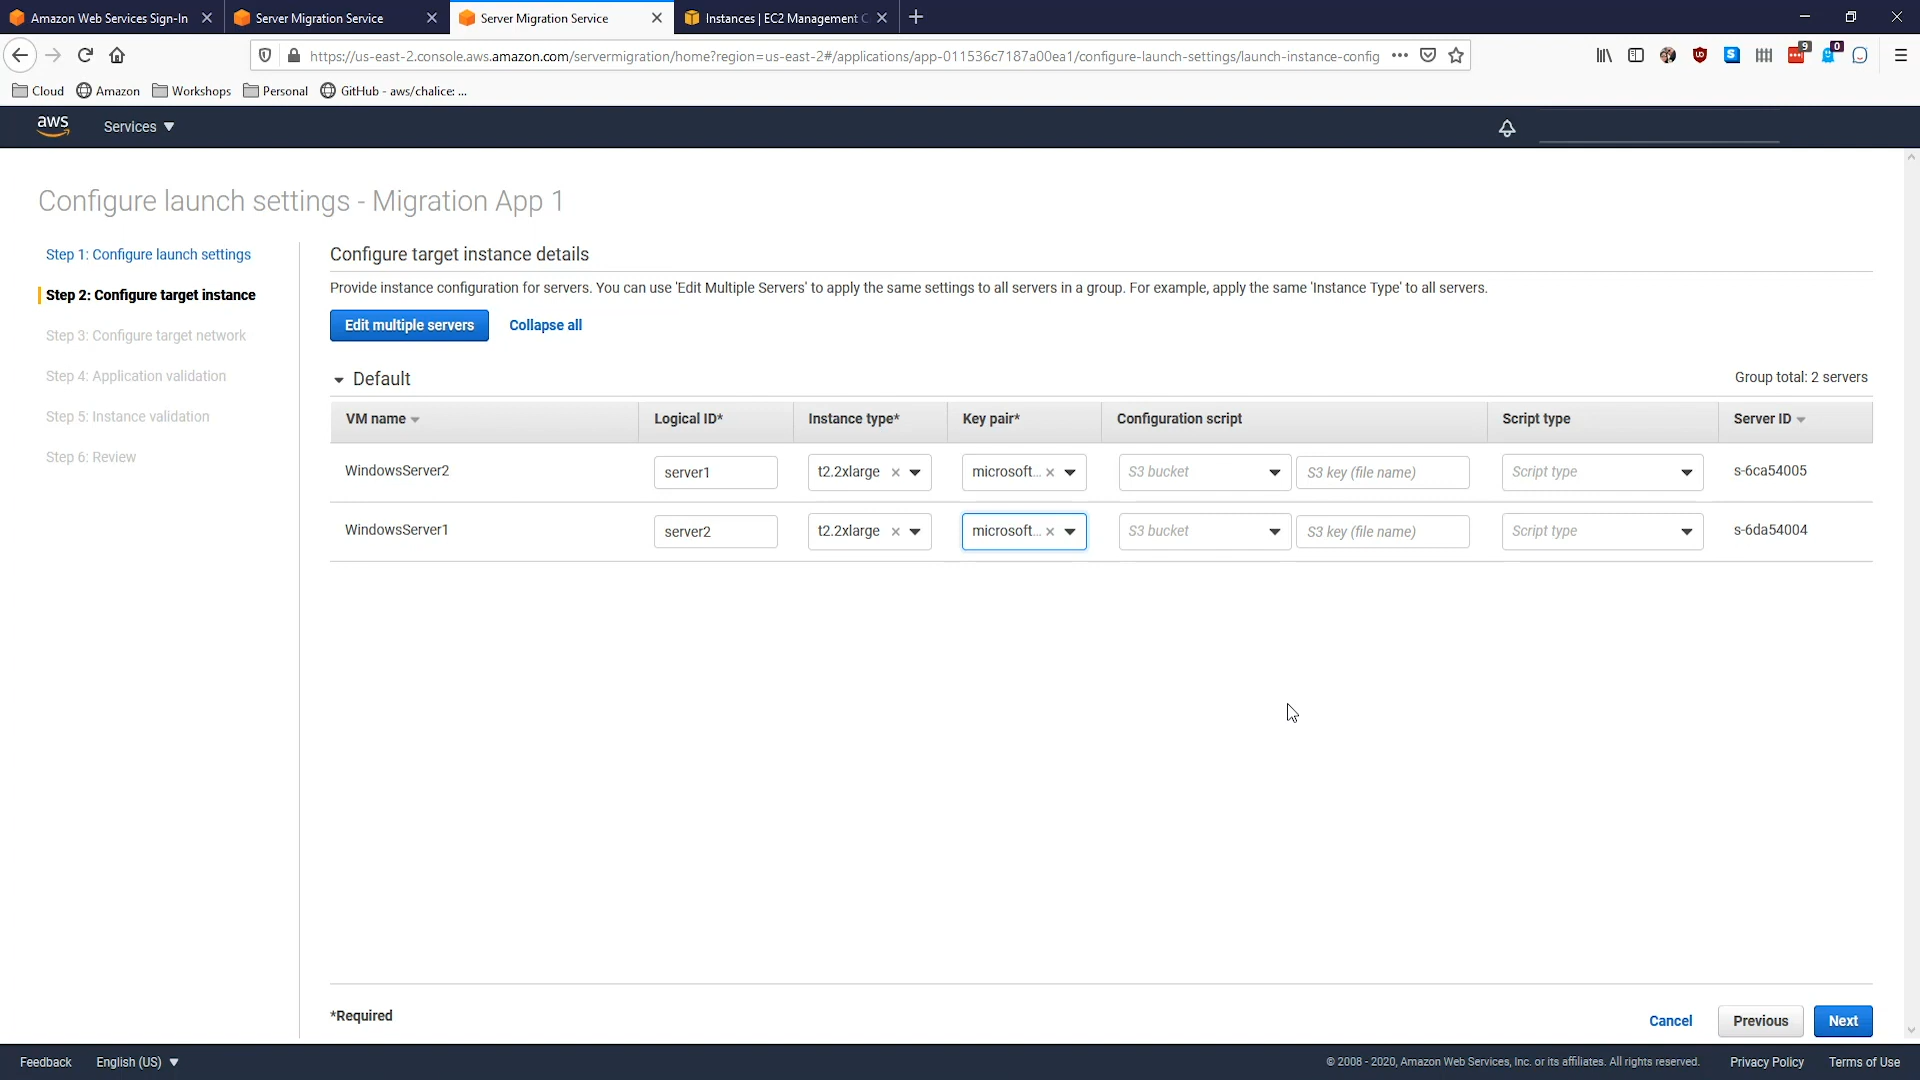 Amazon Web Services Sign-In
Server Migration Service
Server Migration Service
Instances | EC2 Management C
https://us-east-2.console.aws.amazon.com/servermigration/home?region=us-east-2#/applications/app-011536c7187a00ea1/configure-launch-settings/launch-instance-config
9
0
Cloud
Amazon
Workshops
Personal
GitHub - aws/chalice: ...
aws
Services
Configure launch settings - Migration App 1
Step 1: Configure launch settings
Step 2: Configure target instance
Step 3: Configure target network
Step 4: Application validation
Step 5: Instance validation
Step 6: Review
Configure target instance details
Provide instance configuration for servers. You can use 'Edit Multiple Servers' to apply the same settings to all servers in a group. For example, apply the same 'Instance Type' to all servers.
Edit multiple servers
Collapse all
Default
Group total: 2 servers
VM name
Logical ID*
Instance type*
Key pair*
Configuration script
Script type
Server ID
WindowsServer2
server1
t2.2xlarge
microsoft...
S3 bucket
S3 key (file name)
Script type
s-6ca54005
WindowsServer1
server2
t2.2xlarge
microsoft...
S3 bucket
S3 key (file name)
Script type
s-6da54004
*Required
Cancel
Previous
Next
Feedback
English (US)
© 2008 - 2020, Amazon Web Services, Inc. or its affiliates. All rights reserved.
Privacy Policy
Terms of Use